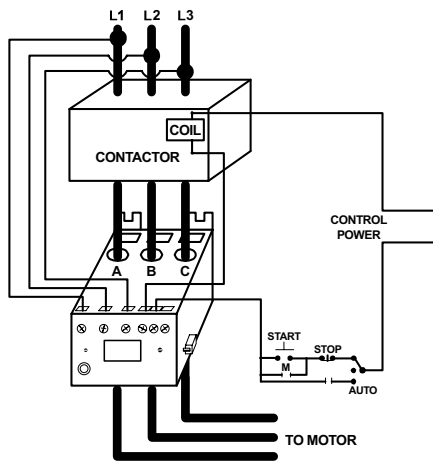 L1 L2 L3
COIL
CONTACTOR
CONTROL
POWER
A B C
START
STOP
M
AUTO
TO MOTOR